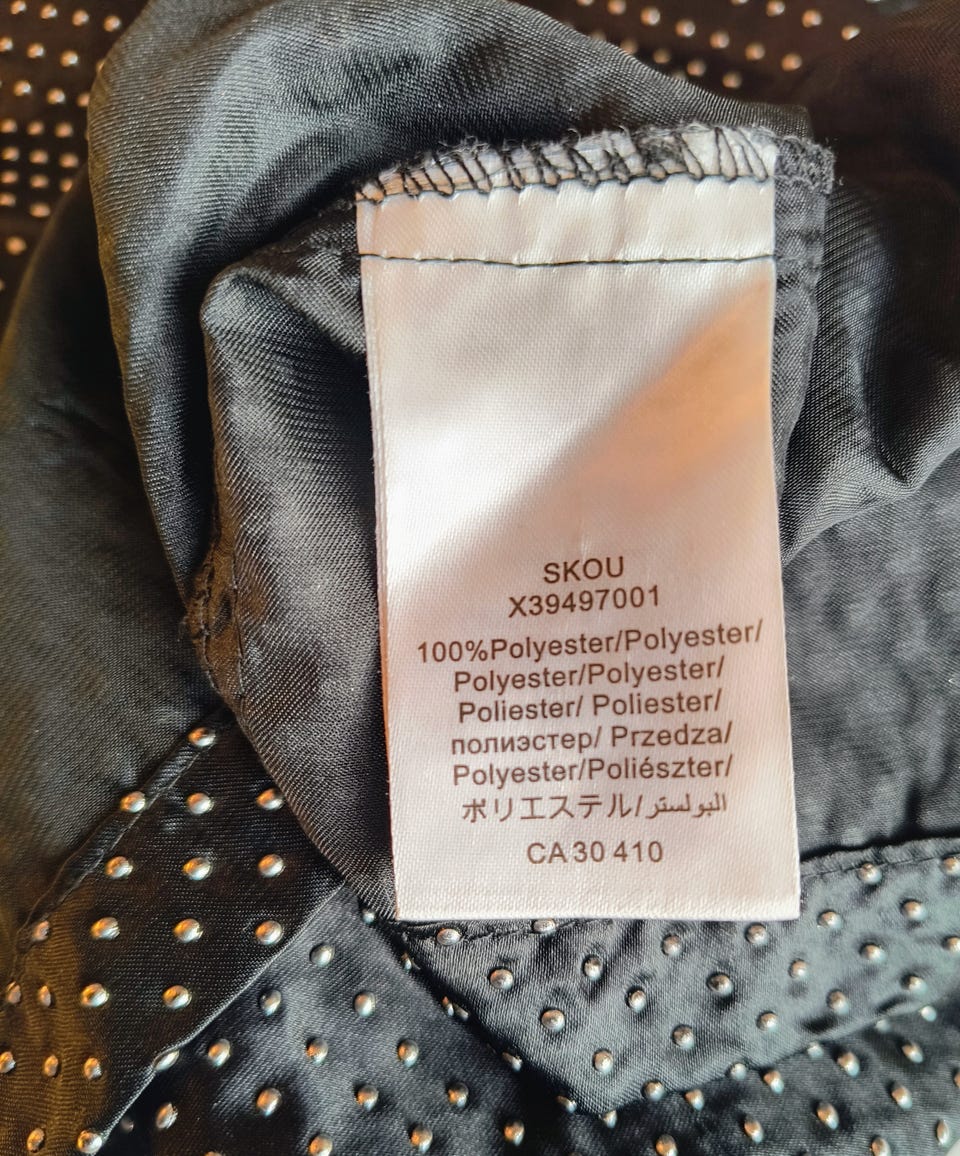 SKOU
X39497001
100%Polyester/Polyester/
Polyester/Polyester/
Poliester/ Poliester/
полиэстер/ Przedza/
Polyester/Poliészter/
ポリエステル/البولستر
CA 30 410